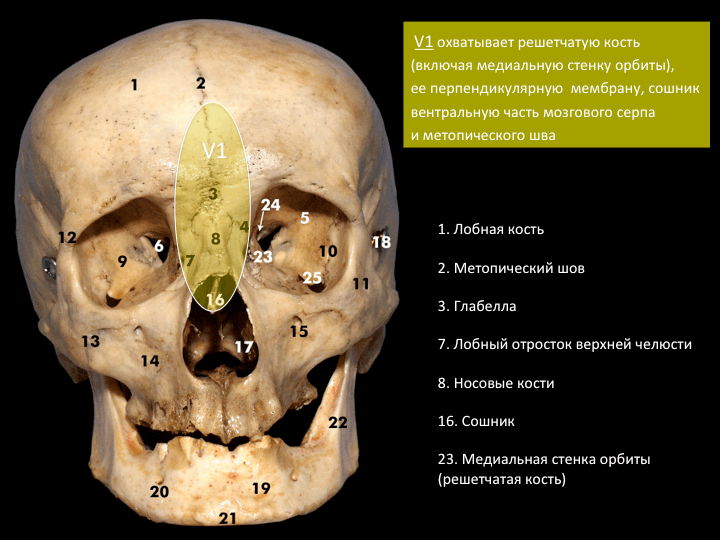 V1 охватывает решетчатую кость
(включая медиальную стенку орбиты),
ее перпендикулярную мембрану, сошник
вентральную часть мозгового серпа
и метопического шва
1
2
V1
3
24
5
4
12
6
8
18
9
7
23
10
25
11
16
13
15
14
17
22
20
19
21
1. Лобная кость
2. Метопический шов
3. Глабелла
7. Лобный отросток верхней челюсти
8. Носовые кости
16. Сошник
23. Медиальная стенка орбиты
(решетчатая кость)